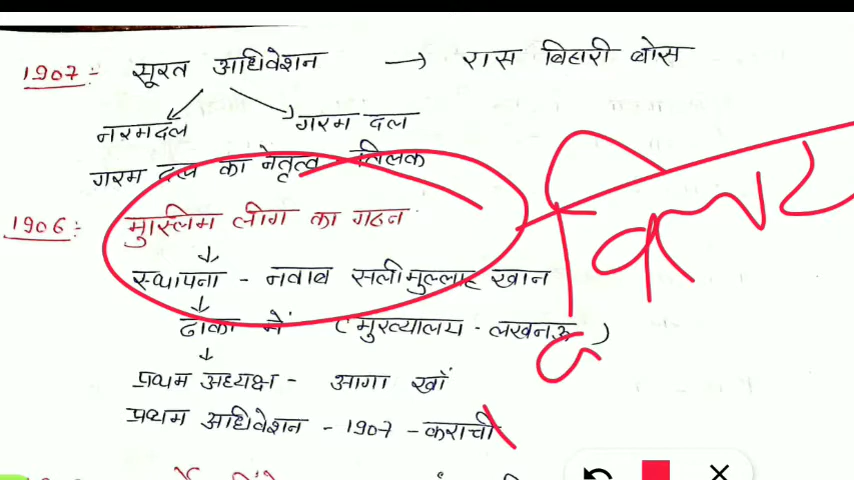 1907:- सूरत अधिवेशन → रास बिहारी बोस
नरमदल गरम दल
गरम दल का नेतृत्व - तिलक
1906:- मुस्लिम लीग का गठन
↓
स्थापना - नवाब सलीमुल्लाह खान
↓
ढाका में (मुख्यालय - लखनऊ)
↓
प्रथम अध्यक्ष - आगा खाँ
प्रथम अधिवेशन - 1907 - कराची